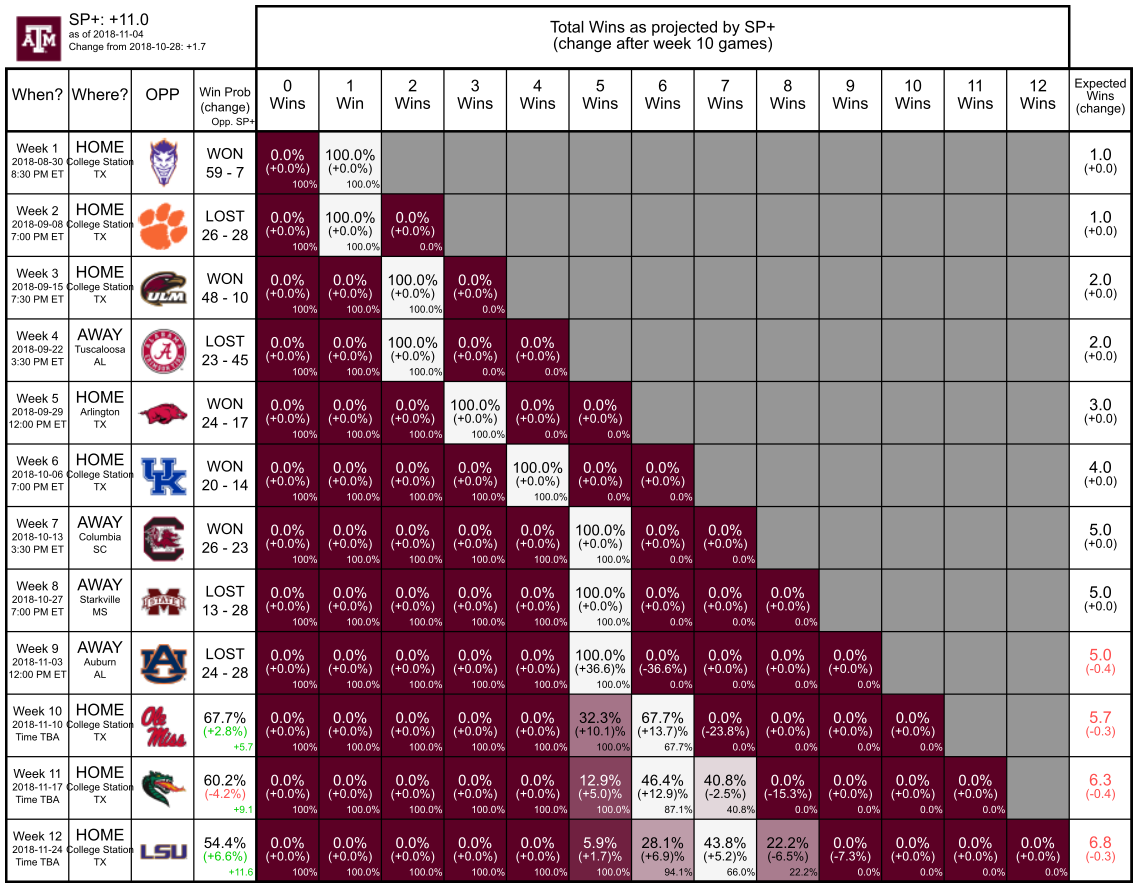 SP+: +11.0
as of 2018-11-04
Change from 2018-10-28: +1.7
Total Wins as projected by SP+
(change after week 10 games)
When? Where? OPP Win Prob (change) Opp. SP+ 0 Wins 1 Win 2 Wins 3 Wins 4 Wins 5 Wins 6 Wins 7 Wins 8 Wins 9 Wins 10 Wins 11 Wins 12 Wins Expected Wins (change)
Week 1 HOME WON 0.0% 100.0% 1.0
2018-08-30 College Station 59 - 7 (+0.0%) (+0.0%) (+0.0)
8:30 PM ET TX 100% 100.0%
Week 2 HOME LOST 0.0% 100.0% 0.0% 1.0
2018-09-08 College Station 26 - 28 (+0.0%) (+0.0%) (+0.0%) (+0.0)
7:00 PM ET TX 100% 100.0% 0.0%
Week 3 HOME ULM WON 0.0% 0.0% 100.0% 0.0% 2.0
2018-09-15 College Station 48 - 10 (+0.0%) (+0.0%) (+0.0%) (+0.0%) (+0.0)
7:30 PM ET TX 100% 100.0% 100.0% 0.0%
Week 4 AWAY ALABAMA A CRIMSON TIDE LOST 0.0% 0.0% 100.0% 0.0% 0.0% 2.0
2018-09-22 Tuscaloosa 23 - 45 (+0.0%) (+0.0%) (+0.0%) (+0.0%) (+0.0%) (+0.0)
3:30 PM ET AL 100% 100.0% 100.0% 0.0% 0.0%
Week 5 HOME WON 0.0% 0.0% 0.0% 100.0% 0.0% 0.0% 3.0
2018-09-29 Arlington 24 - 17 (+0.0%) (+0.0%) (+0.0%) (+0.0%) (+0.0%) (+0.0%) (+0.0)
12:00 PM ET TX 100% 100.0% 100.0% 100.0% 0.0% 0.0%
Week 6 HOME UK WON 0.0% 0.0% 0.0% 0.0% 100.0% 0.0% 0.0% 4.0
2018-10-06 College Station 20 - 14 (+0.0%) (+0.0%) (+0.0%) (+0.0%) (+0.0%) (+0.0%) (+0.0%) (+0.0)
7:00 PM ET TX 100% 100.0% 100.0% 100.0% 100.0% 0.0% 0.0%
Week 7 AWAY C WON 0.0% 0.0% 0.0% 0.0% 0.0% 100.0% 0.0% 0.0% 5.0
2018-10-13 Columbia 26 - 23 (+0.0%) (+0.0%) (+0.0%) (+0.0%) (+0.0%) (+0.0%) (+0.0%) (+0.0%) (+0.0)
3:30 PM ET SC 100% 100.0% 100.0% 100.0% 100.0% 100.0% 0.0% 0.0%
Week 8 AWAY STATE LOST 0.0% 0.0% 0.0% 0.0% 0.0% 100.0% 0.0% 0.0% 0.0% 5.0
2018-10-27 Starkville 13 - 28 (+0.0%) (+0.0%) (+0.0%) (+0.0%) (+0.0%) (+0.0%) (+0.0%) (+0.0%) (+0.0%) (+0.0)
7:00 PM ET MS 100% 100.0% 100.0% 100.0% 100.0% 100.0% 0.0% 0.0% 0.0%
Week 9 AWAY AU LOST 0.0% 0.0% 0.0% 0.0% 0.0% 100.0% 0.0% 0.0% 0.0% 0.0% 5.0
2018-11-03 Auburn 24 - 28 (+0.0%) (+0.0%) (+0.0%) (+0.0%) (+0.0%) (+36.6)% (-36.6%) (+0.0%) (+0.0%) (+0.0%) (-0.4)
12:00 PM ET AL 100% 100.0% 100.0% 100.0% 100.0% 100.0% 0.0% 0.0% 0.0% 0.0%
Week 10 HOME Ole Miss 67.7% 0.0% 0.0% 0.0% 0.0% 0.0% 32.3% 67.7% 0.0% 0.0% 0.0% 0.0% 5.7
2018-11-10 College Station (+2.8%) (+0.0%) (+0.0%) (+0.0%) (+0.0%) (+0.0%) (+10.1)% (+13.7)% (-23.8%) (+0.0%) (+0.0%) (+0.0%) (-0.3)
Time TBA TX +5.7 100% 100.0% 100.0% 100.0% 100.0% 100.0% 67.7% 0.0% 0.0% 0.0% 0.0%
Week 11 HOME 60.2% 0.0% 0.0% 0.0% 0.0% 0.0% 12.9% 46.4% 40.8% 0.0% 0.0% 0.0% 0.0% 6.3
2018-11-17 College Station (-4.2%) (+0.0%) (+0.0%) (+0.0%) (+0.0%) (+0.0%) (+5.0)% (+12.9)% (-2.5%) (-15.3%) (+0.0%) (+0.0%) (+0.0%) (-0.4)
Time TBA TX +9.1 100% 100.0% 100.0% 100.0% 100.0% 100.0% 87.1% 40.8% 0.0% 0.0% 0.0% 0.0%
Week 12 HOME LSU 54.4% 0.0% 0.0% 0.0% 0.0% 0.0% 5.9% 28.1% 43.8% 22.2% 0.0% 0.0% 0.0% 0.0% 6.8
2018-11-24 College Station (+6.6%) (+0.0%) (+0.0%) (+0.0%) (+0.0%) (+0.0%) (+1.7)% (+6.9)% (+5.2)% (-6.5%) (-7.3%) (+0.0%) (+0.0%) (+0.0%) (-0.3)
Time TBA TX +11.6 100% 100.0% 100.0% 100.0% 100.0% 100.0% 94.1% 66.0% 22.2% 0.0% 0.0% 0.0% 0.0%